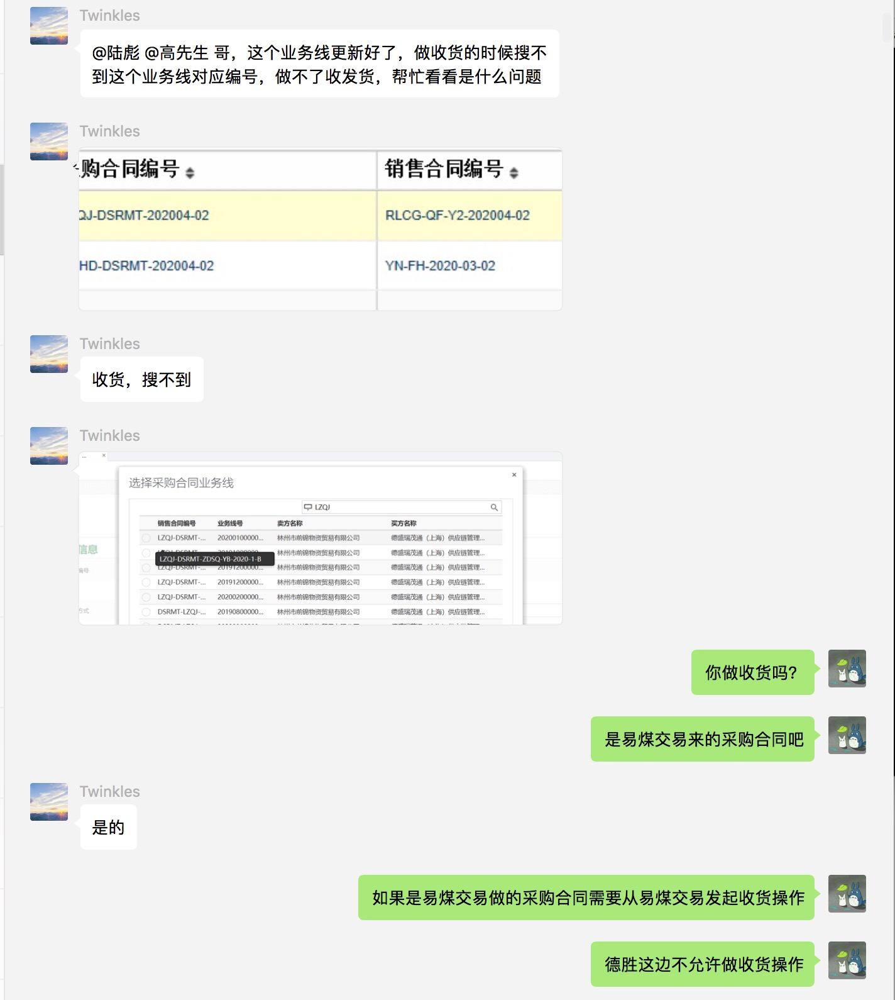 Twinkles
@陆彪 @高先生 哥，这个业务线更新好了，做收货的时候搜不
到这个业务线对应编号，做不了收发货，帮忙看看是什么问题
Twinkles
购合同编号 销售合同编号
QJ-DSRMT-202004-02 RLCG-QF-Y2-202004-02
HD-DSRMT-202004-02 YN-FH-2020-03-02
Twinkles
收货，搜不到
Twinkles
... ×
选择采购合同业务线 ×
LZQJ
销售合同编号 业务线号 卖方名称 买方名称
LZQJ-DSRMT-... 20200100000... 林州市前锦物资贸易有限公司 德盛瑞茂通（上海）供应链管理...
林州市前锦物资贸易有限公司 德盛瑞茂通（上海）供应链管理...
LZQJ-DSRMT-ZDSQ-YB-2020-1-B
LZQJ-DSRMT-... 20191200000... 林州市前锦物资贸易有限公司 德盛瑞茂通（上海）供应链管理...
LZQJ-DSRMT-... 20191200000... 林州市前锦物资贸易有限公司 德盛瑞茂通（上海）供应链管理...
LZQJ-DSRMT-... 20200200000... 林州市前锦物资贸易有限公司 德盛瑞茂通（上海）供应链管理...
DSRMT-LZQJ-... 20190800000... 林州市前锦物资贸易有限公司 德盛瑞茂通（上海）供应链管理...
信息
编号
方式
你做收货吗?
是易煤交易来的采购合同吧
Twinkles
是的
如果是易煤交易做的采购合同需要从易煤交易发起收货操作
德胜这边不允许做收货操作